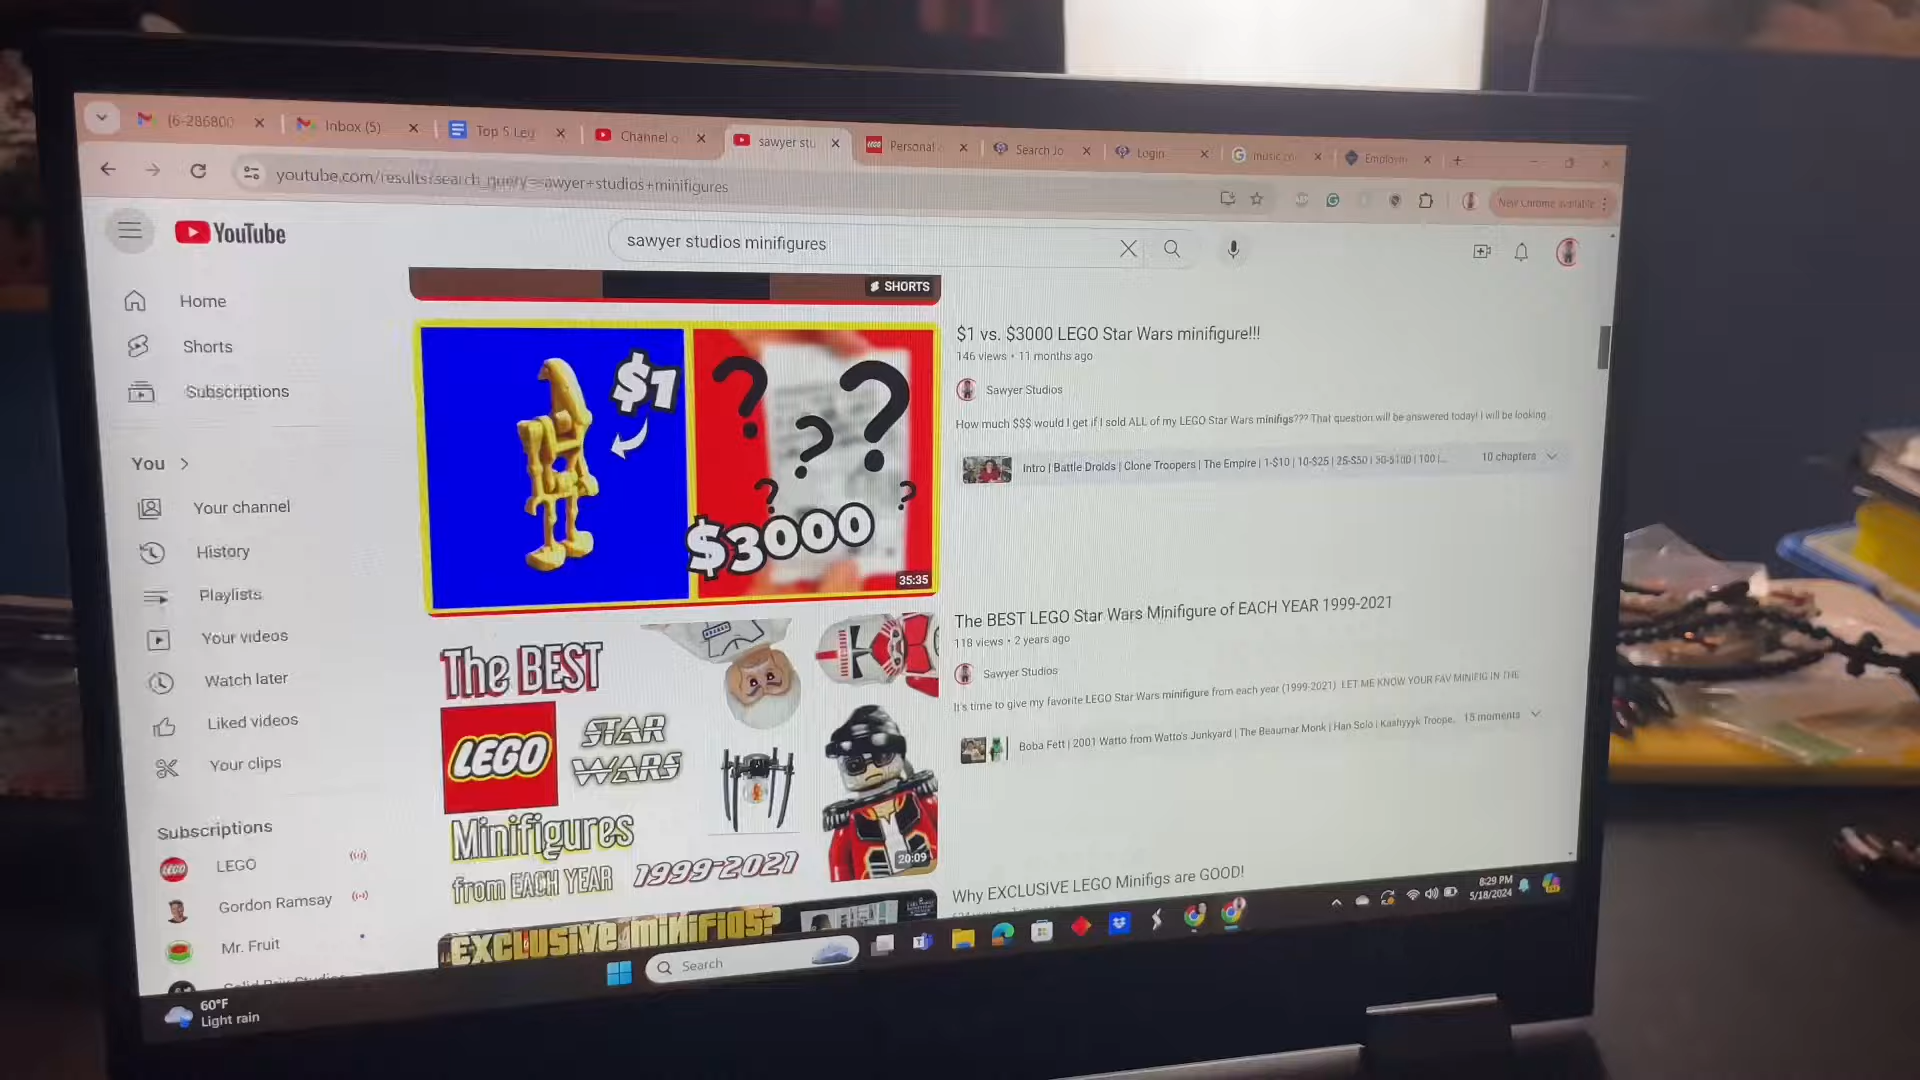 (6-286800
Inbox (5)
Top 5 Leg
Channel
sawyer stu
Personal
Search Jo
Login
music
Employm
youtube.com/results?search_query=sawyer+studios+minifigures
New Chrome available
YouTube
sawyer studios minifigures
Home
Shorts
Subscriptions
You
Your channel
History
Playlists
Your videos
Watch later
Liked videos
Your clips
Subscriptions
LEGO
Gordon Ramsay
Mr. Fruit
SHORTS
$1
? ? ? ? ?
$3000
35:35
$1 vs. $3000 LEGO Star Wars minifigure!!!
146 views • 11 months ago
Sawyer Studios
How much $$$ would I get if I sold ALL of my LEGO Star Wars minifigs??? That question will be answered today! I will be looking
Intro | Battle Droids | Clone Troopers | The Empire | 1-$10 | 10-$25 | 25-$50 | 50-$100 | 100 |...
10 chapters
The BEST
LEGO
STAR
WARS
Minifigures
from EACH YEAR 1999-2021
20:09
The BEST LEGO Star Wars Minifigure of EACH YEAR 1999-2021
118 views • 2 years ago
Sawyer Studios
It's time to give my favorite LEGO Star Wars minifigure from each year (1999-2021) LET ME KNOW YOUR FAV MINIFIG IN THE
Boba Fett | 2001 Watto from Watto's Junkyard | The Beaumar Monk | Han Solo | Kashyyyk Troope.
15 moments
EXCLUSIVE MINIFIGS?
Why EXCLUSIVE LEGO Minifigs are GOOD!
Search
60°F
Light rain
8:29 PM
5/18/2024